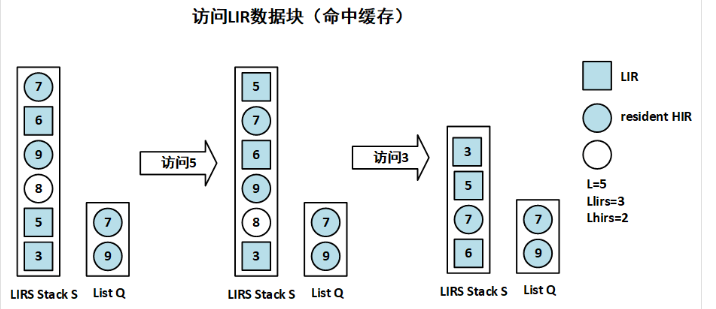 访问LIR数据块（命中缓存）
7
6
9
8
5
3
7
9
LIRS Stack S
List Q
访问5
5
7
6
9
8
3
7
9
LIRS Stack S
List Q
访问3
3
5
7
6
7
9
LIRS Stack S
List Q
LIR
resident HIR
L=5
Llirs=3
Lhirs=2